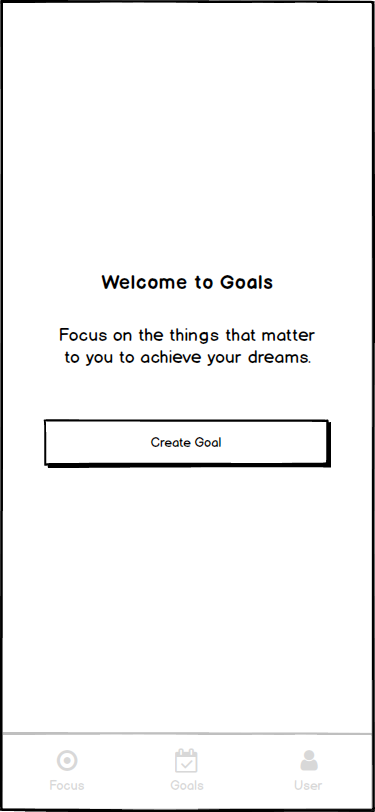 Welcome to Goals
Focus on the things that matter
to you to achieve your dreams.
Create Goal
Focus
Goals
User